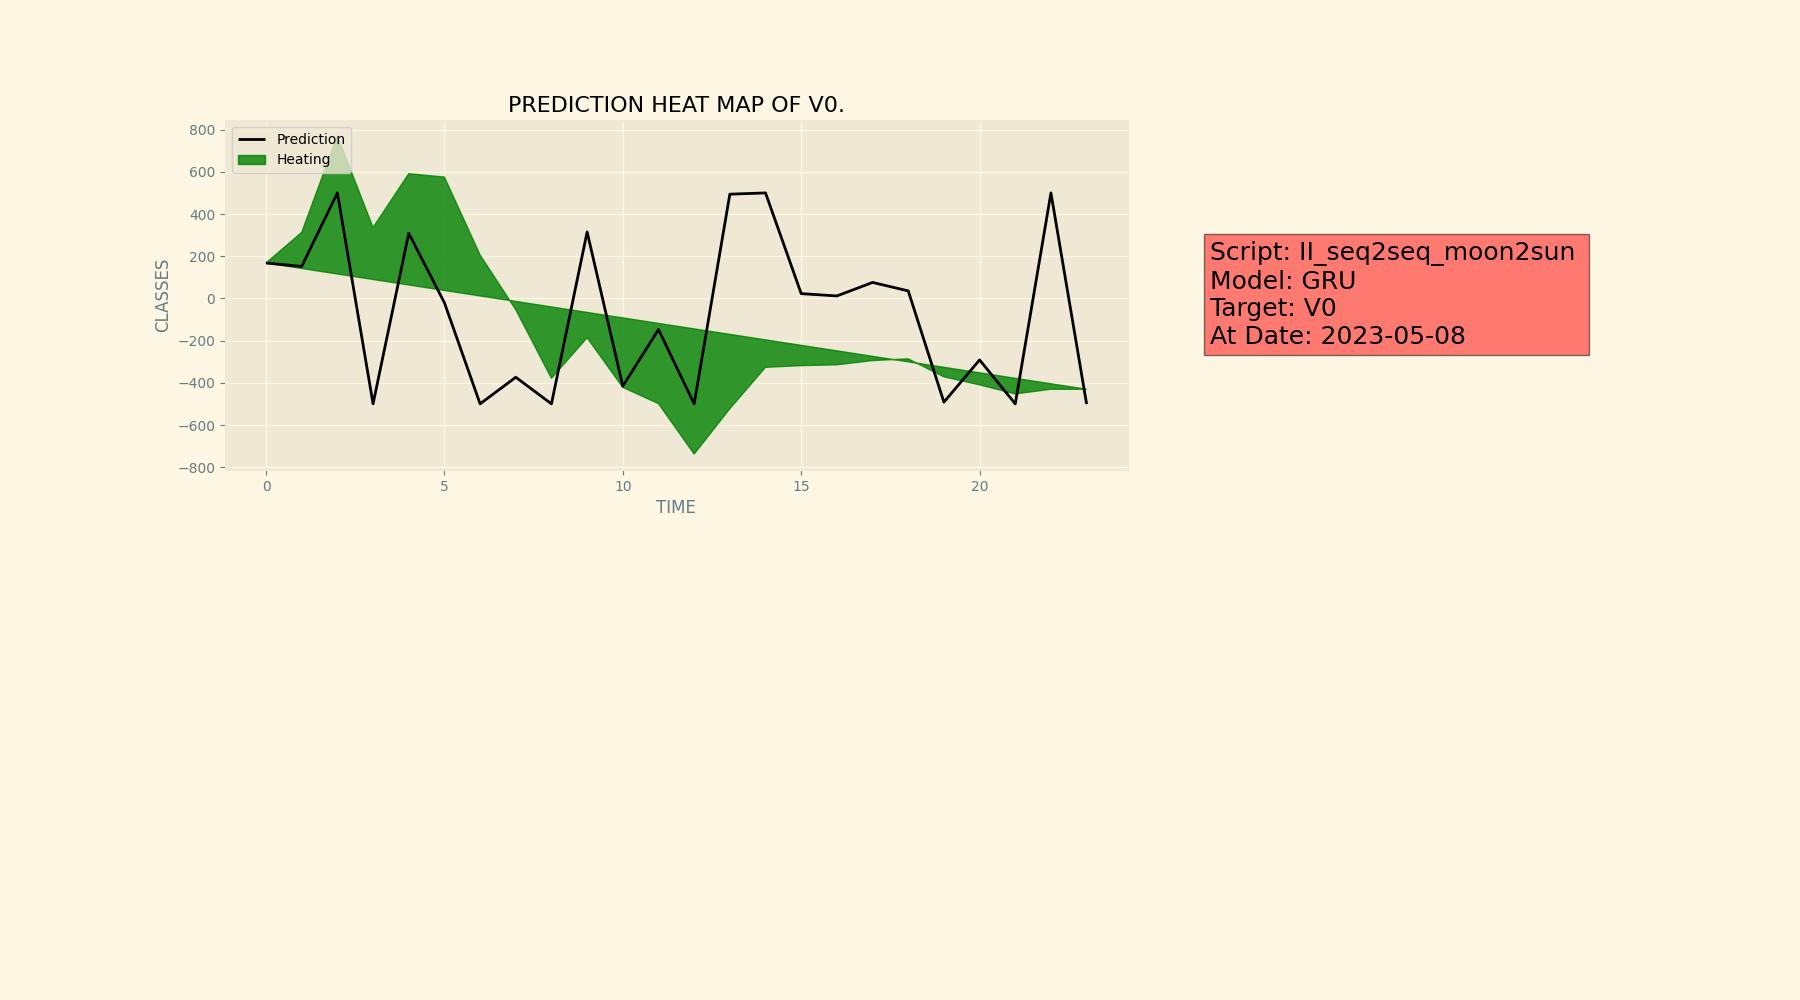 PREDICTION HEAT MAP OF V0.
Prediction
Heating
800
600
400
200
0
−200
−400
−600
−800
CLASSES
0 5 10 15 20
TIME
Script: II_seq2seq_moon2sun
Model: GRU
Target: V0
At Date: 2023-05-08